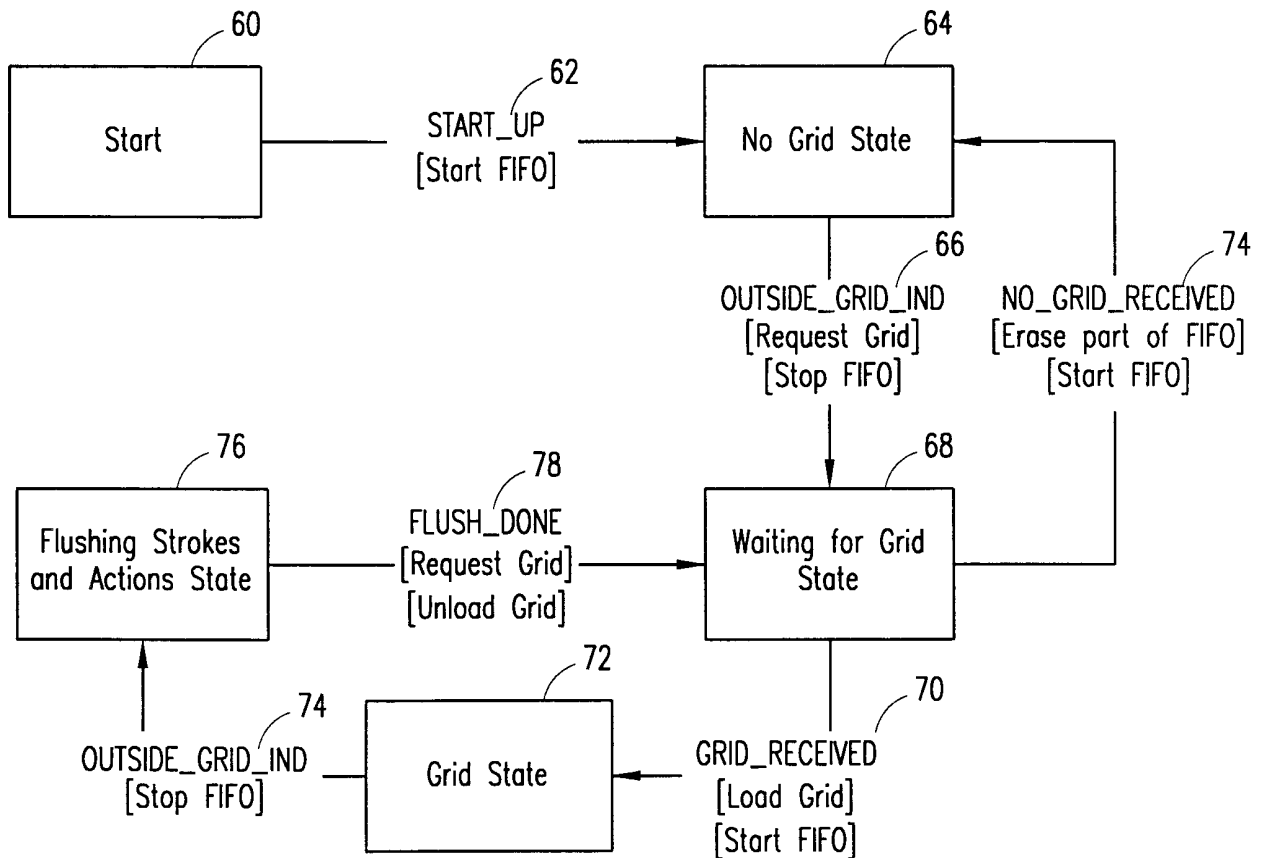 60
Start
62
START_UP
[Start FIFO]
64
No Grid State
66
OUTSIDE_GRID_IND
[Request Grid]
[Stop FIFO]
74
NO_GRID_RECEIVED
[Erase part of FIFO]
[Start FIFO]
76
Flushing Strokes
and Actions State
78
FLUSH_DONE
[Request Grid]
[Unload Grid]
68
Waiting for Grid
State
74
OUTSIDE_GRID_IND
[Stop FIFO]
72
Grid State
70
GRID_RECEIVED
[Load Grid]
[Start FIFO]